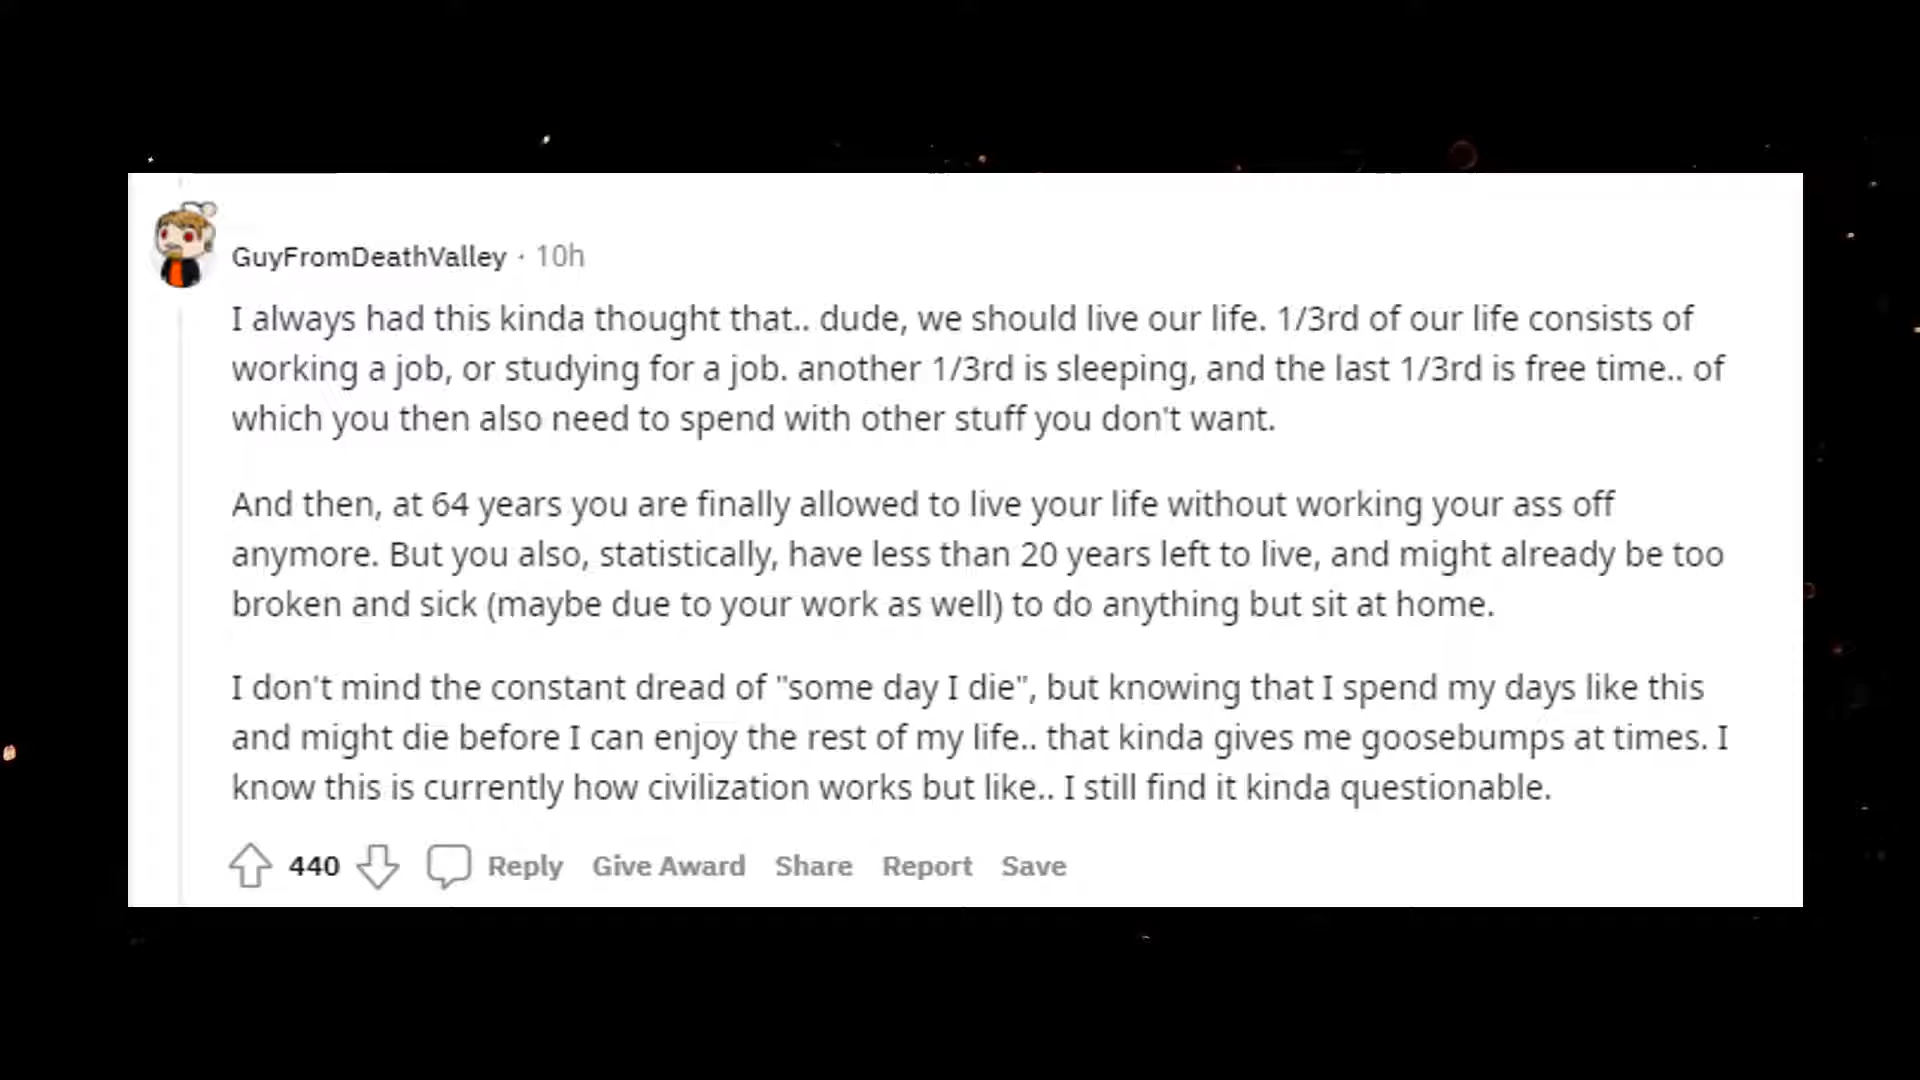 GuyFromDeathValley · 10h
I always had this kinda thought that.. dude, we should live our life. 1/3rd of our life consists of
working a job, or studying for a job. another 1/3rd is sleeping, and the last 1/3rd is free time.. of
which you then also need to spend with other stuff you don't want.
And then, at 64 years you are finally allowed to live your life without working your ass off
anymore. But you also, statistically, have less than 20 years left to live, and might already be too
broken and sick (maybe due to your work as well) to do anything but sit at home.
I don't mind the constant dread of "some day I die", but knowing that I spend my days like this
and might die before I can enjoy the rest of my life.. that kinda gives me goosebumps at times. I
know this is currently how civilization works but like.. I still find it kinda questionable.
440 Reply Give Award Share Report Save